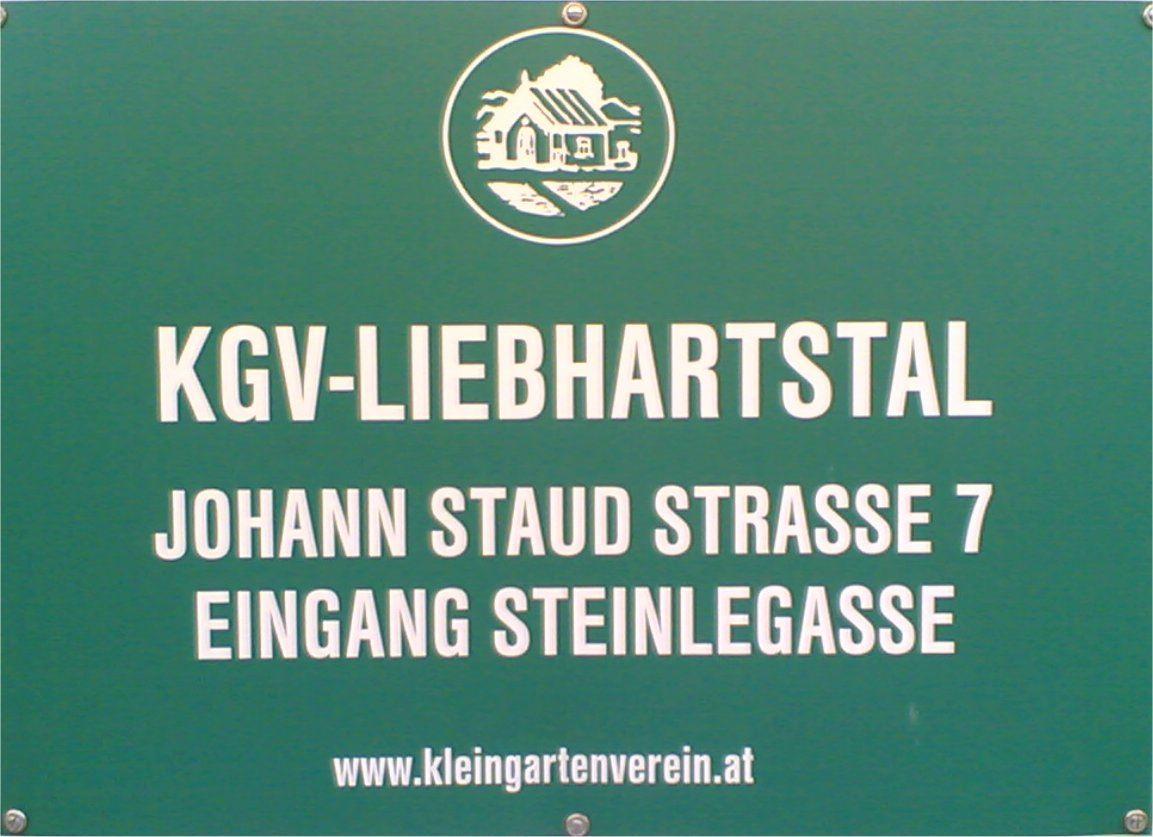 KGV-LIEBHARTSTAL
JOHANN STAUD STRASSE 7
EINGANG STEINLEGASSE
www.kleingartenverein.at